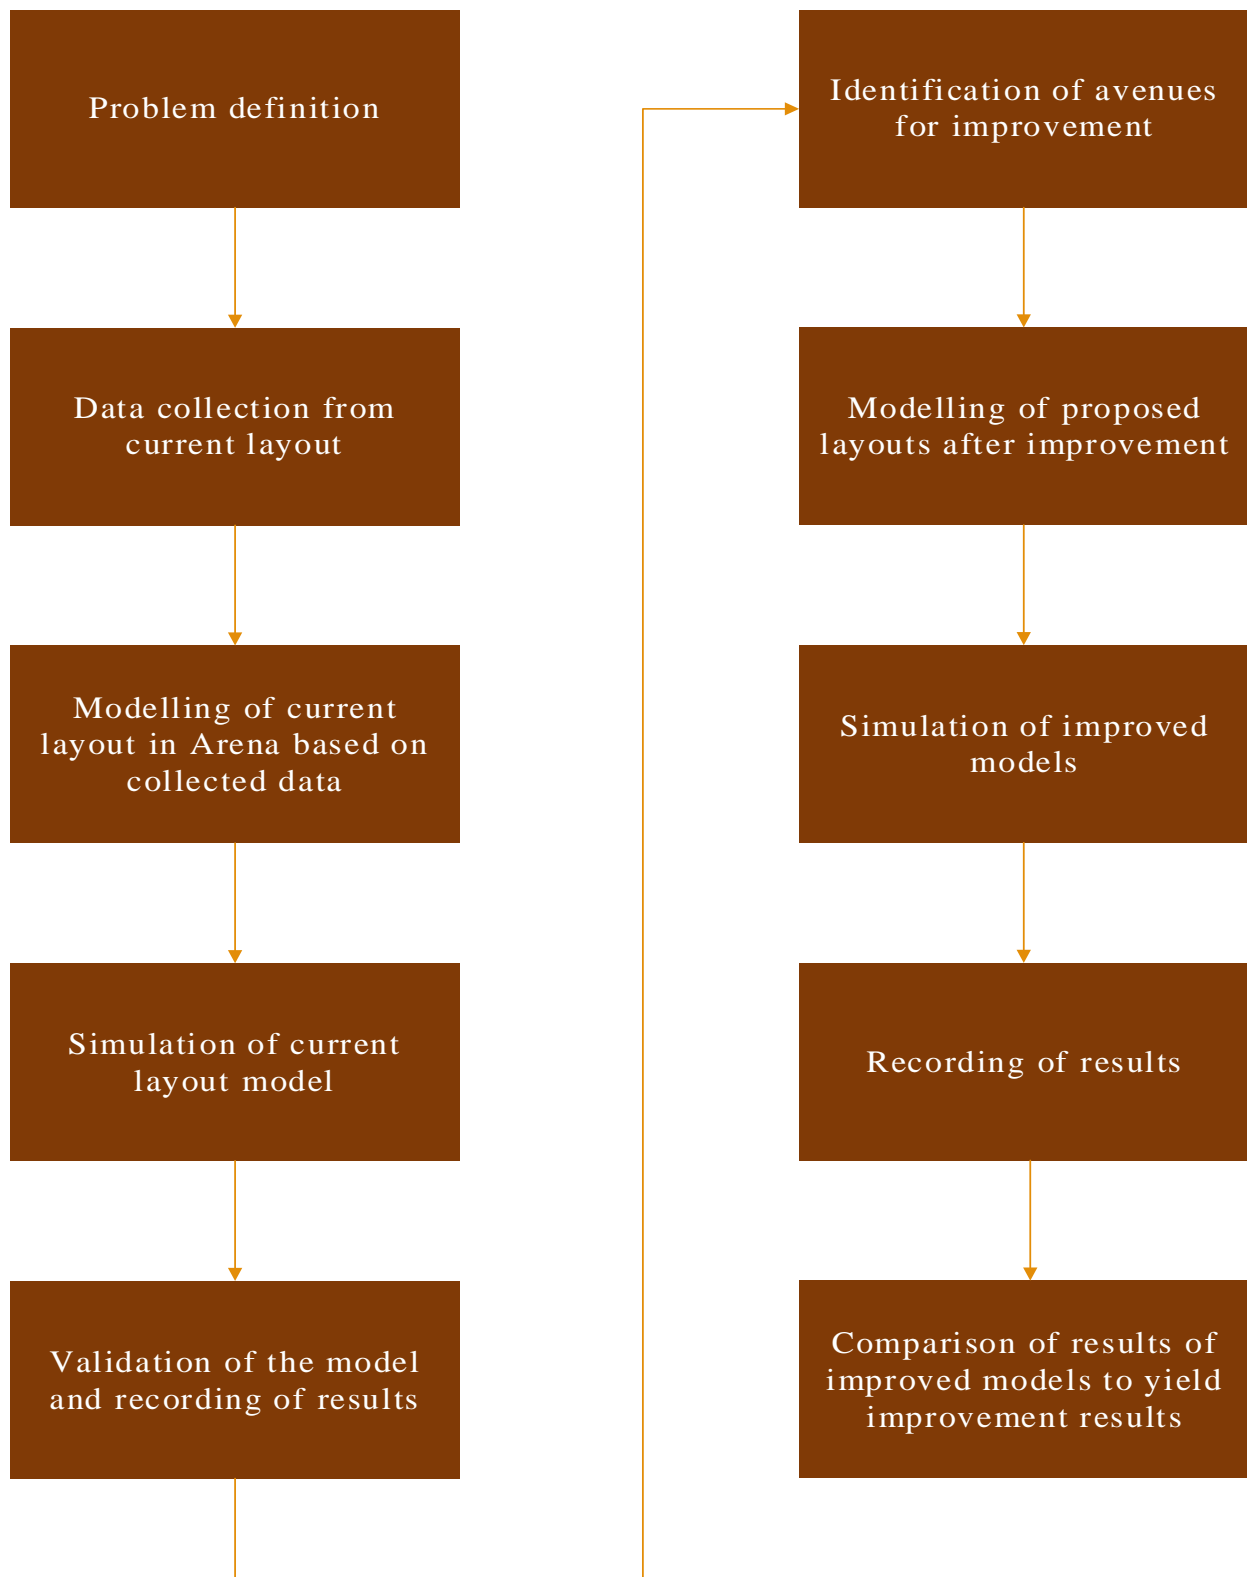 Problem definition
Data collection from
current layout
Modelling of current
layout in Arena based on
collected data
Simulation of current
layout model
Validation of the model
and recording of results
Identification of avenues
for improvement
Modelling of proposed
layouts after improvement
Simulation of improved
models
Recording of results
Comparison of results of
improved models to yield
improvement results